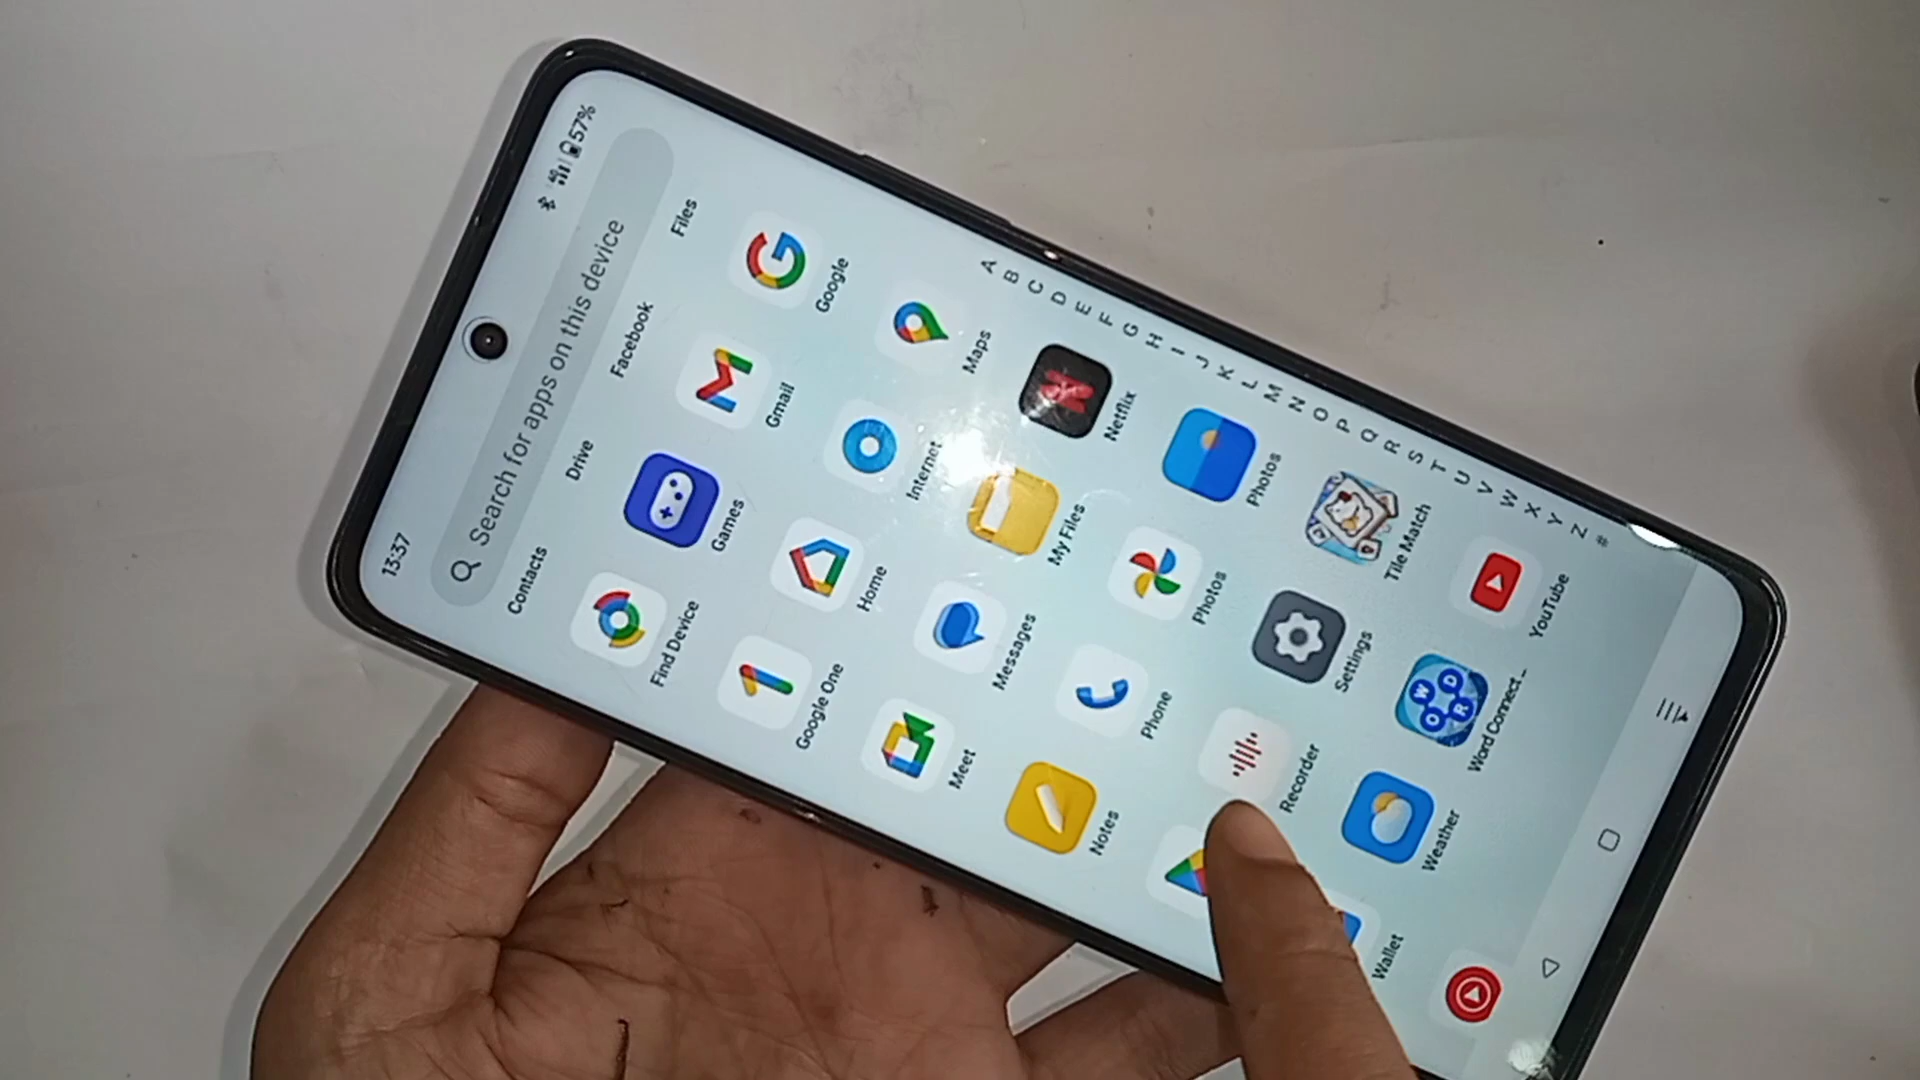 13:37
4G 57%
Search for apps on this device
Contacts
Drive
Facebook
Files
Find Device
Games
Gmail
Google
Google One
Home
Internet
Maps
Meet
Messages
My Files
Netflix
Notes
Phone
Photos
Photos
Recorder
Settings
Tile Match
Wallet
Weather
W
O
R
D
Word Connect...
YouTube
A
B
C
D
E
F
G
H
I
J
K
L
M
N
O
P
Q
R
S
T
U
V
W
X
Y
Z
#